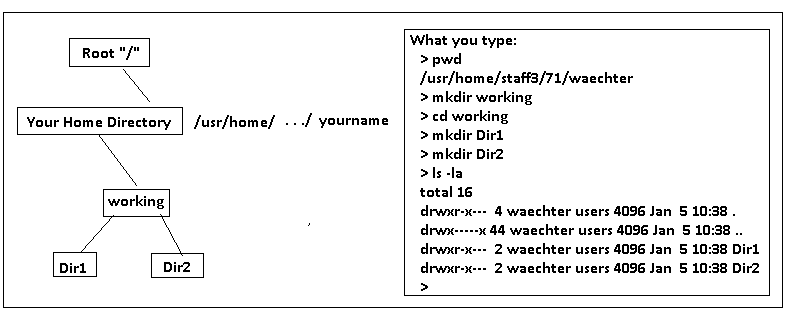 Root "/"
Your Home Directory /usr/home/ . . ./ yourname
working
Dir1 Dir2
What you type:
> pwd
/usr/home/staff3/71/waechter
> mkdir working
> cd working
> mkdir Dir1
> mkdir Dir2
> ls -la
total 16
drwxr-x--- 4 waechter users 4096 Jan 5 10:38 .
drwx-----x 44 waechter users 4096 Jan 5 10:38 ..
drwxr-x--- 2 waechter users 4096 Jan 5 10:38 Dir1
drwxr-x--- 2 waechter users 4096 Jan 5 10:38 Dir2
>